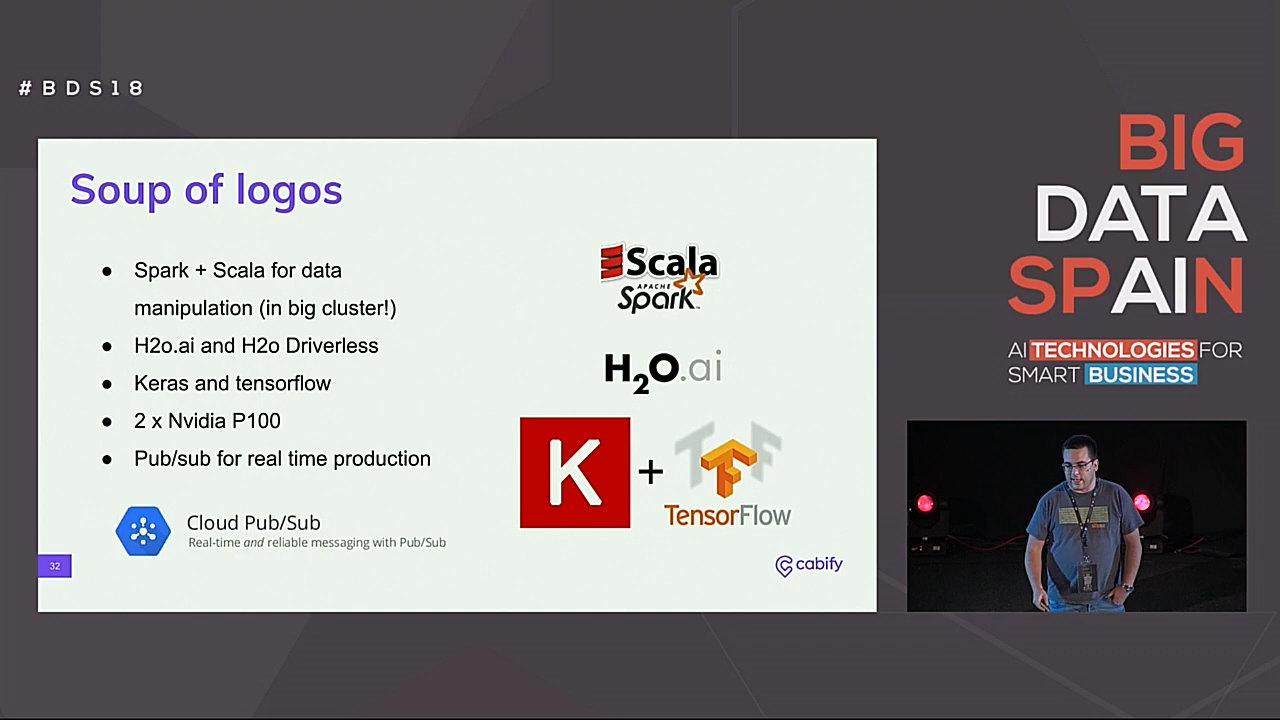 #BDS18
Soup of logos
● Spark + Scala for data
manipulation (in big cluster!)
● H2o.ai and H2o Driverless
● Keras and tensorflow
● 2 x Nvidia P100
● Pub/sub for real time production
Cloud Pub/Sub
Real-time and reliable messaging with Pub/Sub
32
Scala
APACHE
Spark
H2O.ai
K + TF
TensorFlow
cabify
BIG
DATA
SPAIN
AI TECHNOLOGIES FOR
SMART BUSINESS